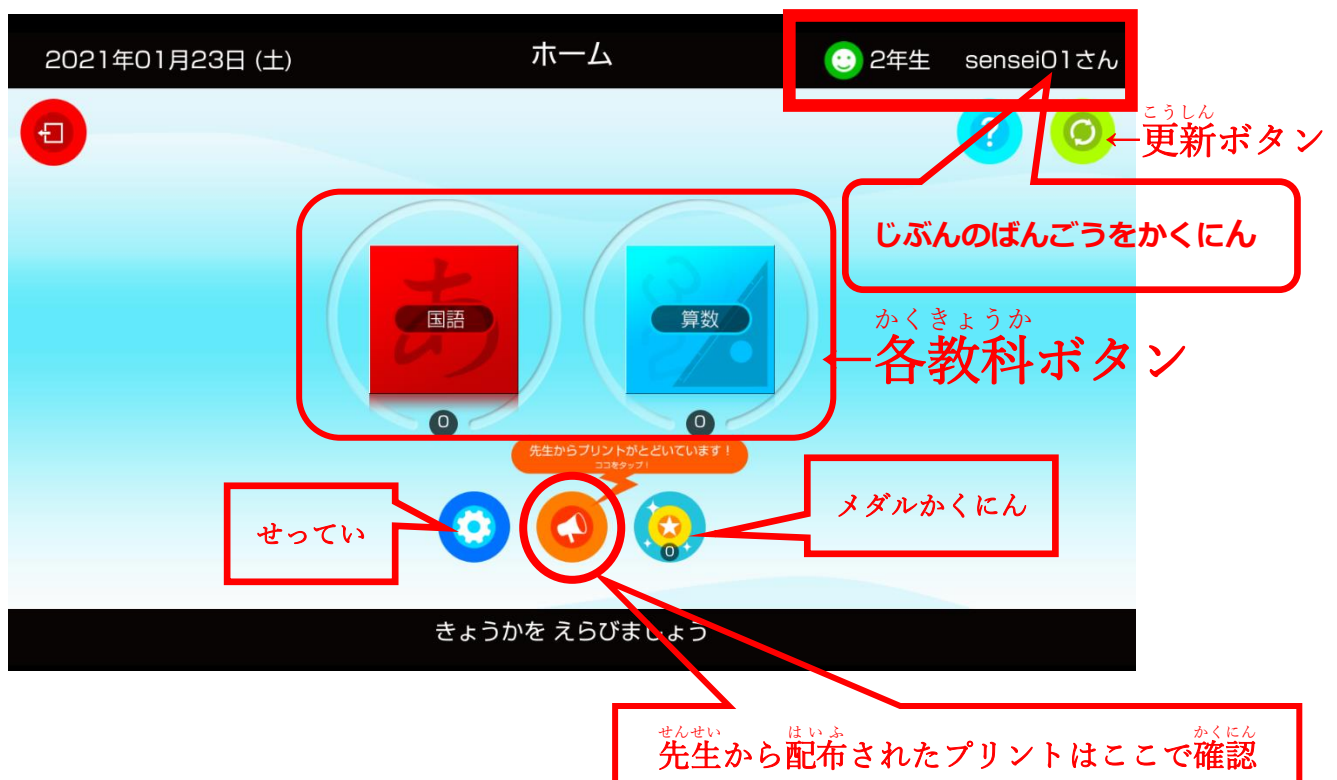 2021年01月23日 (土)
ホーム
2年生 sensei01さん
?
こうしん
←更新ボタン
じぶんのばんごうをかくにん
あ
国語
算数
かくきょうか
←各教科ボタン
0
0
先生からプリントがとどいています!
ココをタップ!
せってい
メダルかくにん
0
きょうかを えらびましょう
せんせい はいふ かくにん
先生から配布されたプリントはここで確認